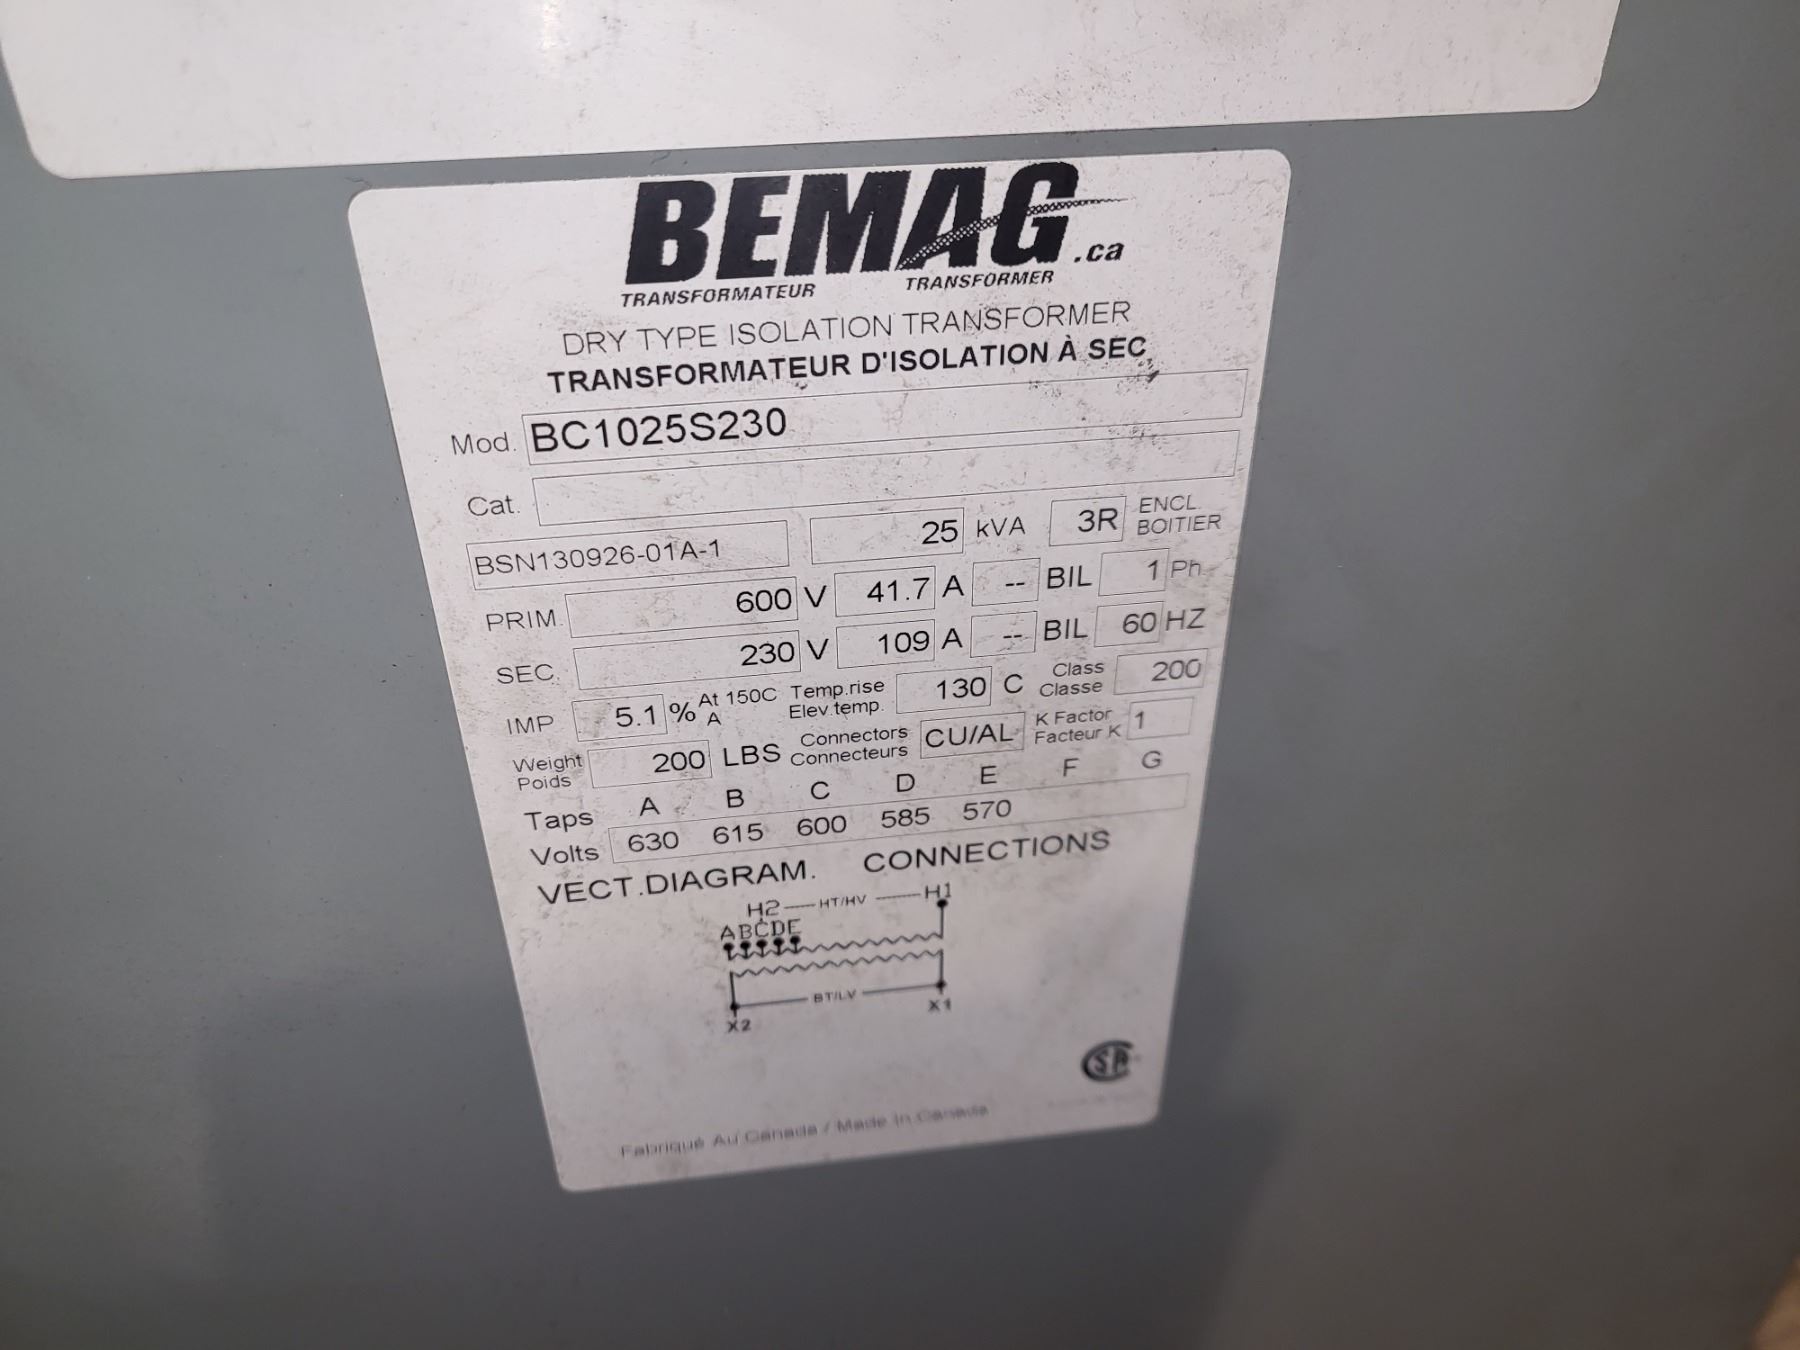 BEMAG.ca
TRANSFORMATEUR TRANSFORMER
DRY TYPE ISOLATION TRANSFORMER
TRANSFORMATEUR D'ISOLATION À SEC
Mod. BC1025S230
Cat.
BSN130926-01A-1 25 kVA 3R ENCL. BOITIER
PRIM. 600 V 41.7 A -- BIL 1 Ph
SEC. 230 V 109 A -- BIL 60 HZ
IMP 5.1 % At 150C A Temp.rise Elev.temp. 130 C Class Classe 200
Weight Poids 200 LBS Connectors Connecteurs CU/AL K Factor Facteur K 1
Taps A B C D E F G
Volts 630 615 600 585 570
VECT.DIAGRAM. CONNECTIONS
H2 HT/HV H1
ABCDE
BT/LV
X2 X1
CSA
Fabriqué Au Canada / Made In Canada